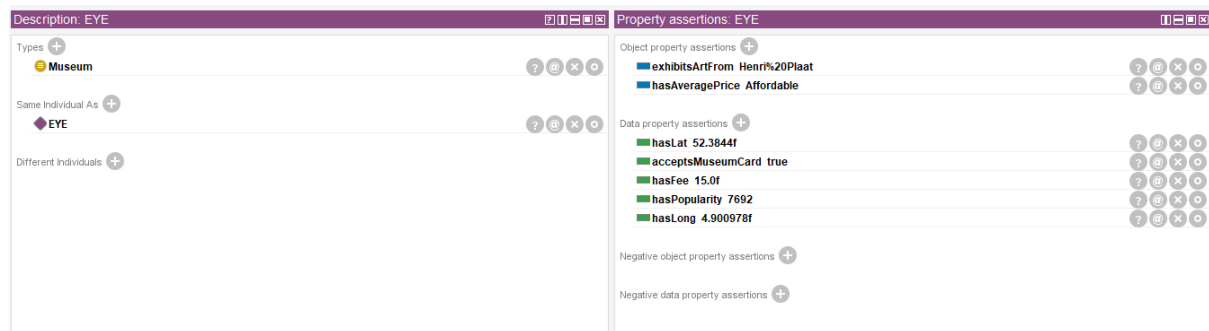 Description: EYE
Types
Museum
Same Individual As
EYE
Different Individuals
Property assertions: EYE
Object property assertions
exhibitsArtFrom Henri%20Plaat
hasAveragePrice Affordable
Data property assertions
hasLat 52.3844f
acceptsMuseumCard true
hasFee 15.0f
hasPopularity 7692
hasLong 4.900978f
Negative object property assertions
Negative data property assertions